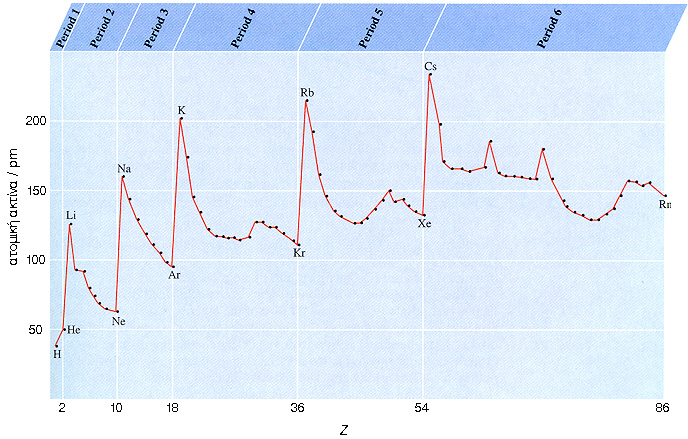 Period 1
Period 2
Period 3
Period 4
Period 5
Period 6
ατομική ακτίνα / pm
200
150
100
50
H
He
Li
Ne
Na
Ar
K
Kr
Rb
Xe
Cs
Rn
2
10
18
36
54
86
Z